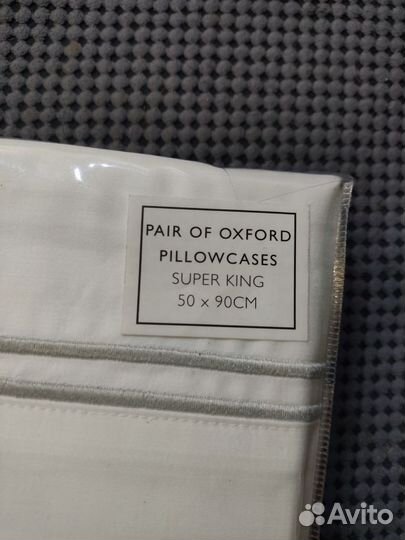 PAIR OF OXFORD
PILLOWCASES
SUPER KING
50 x 90CM
Avito